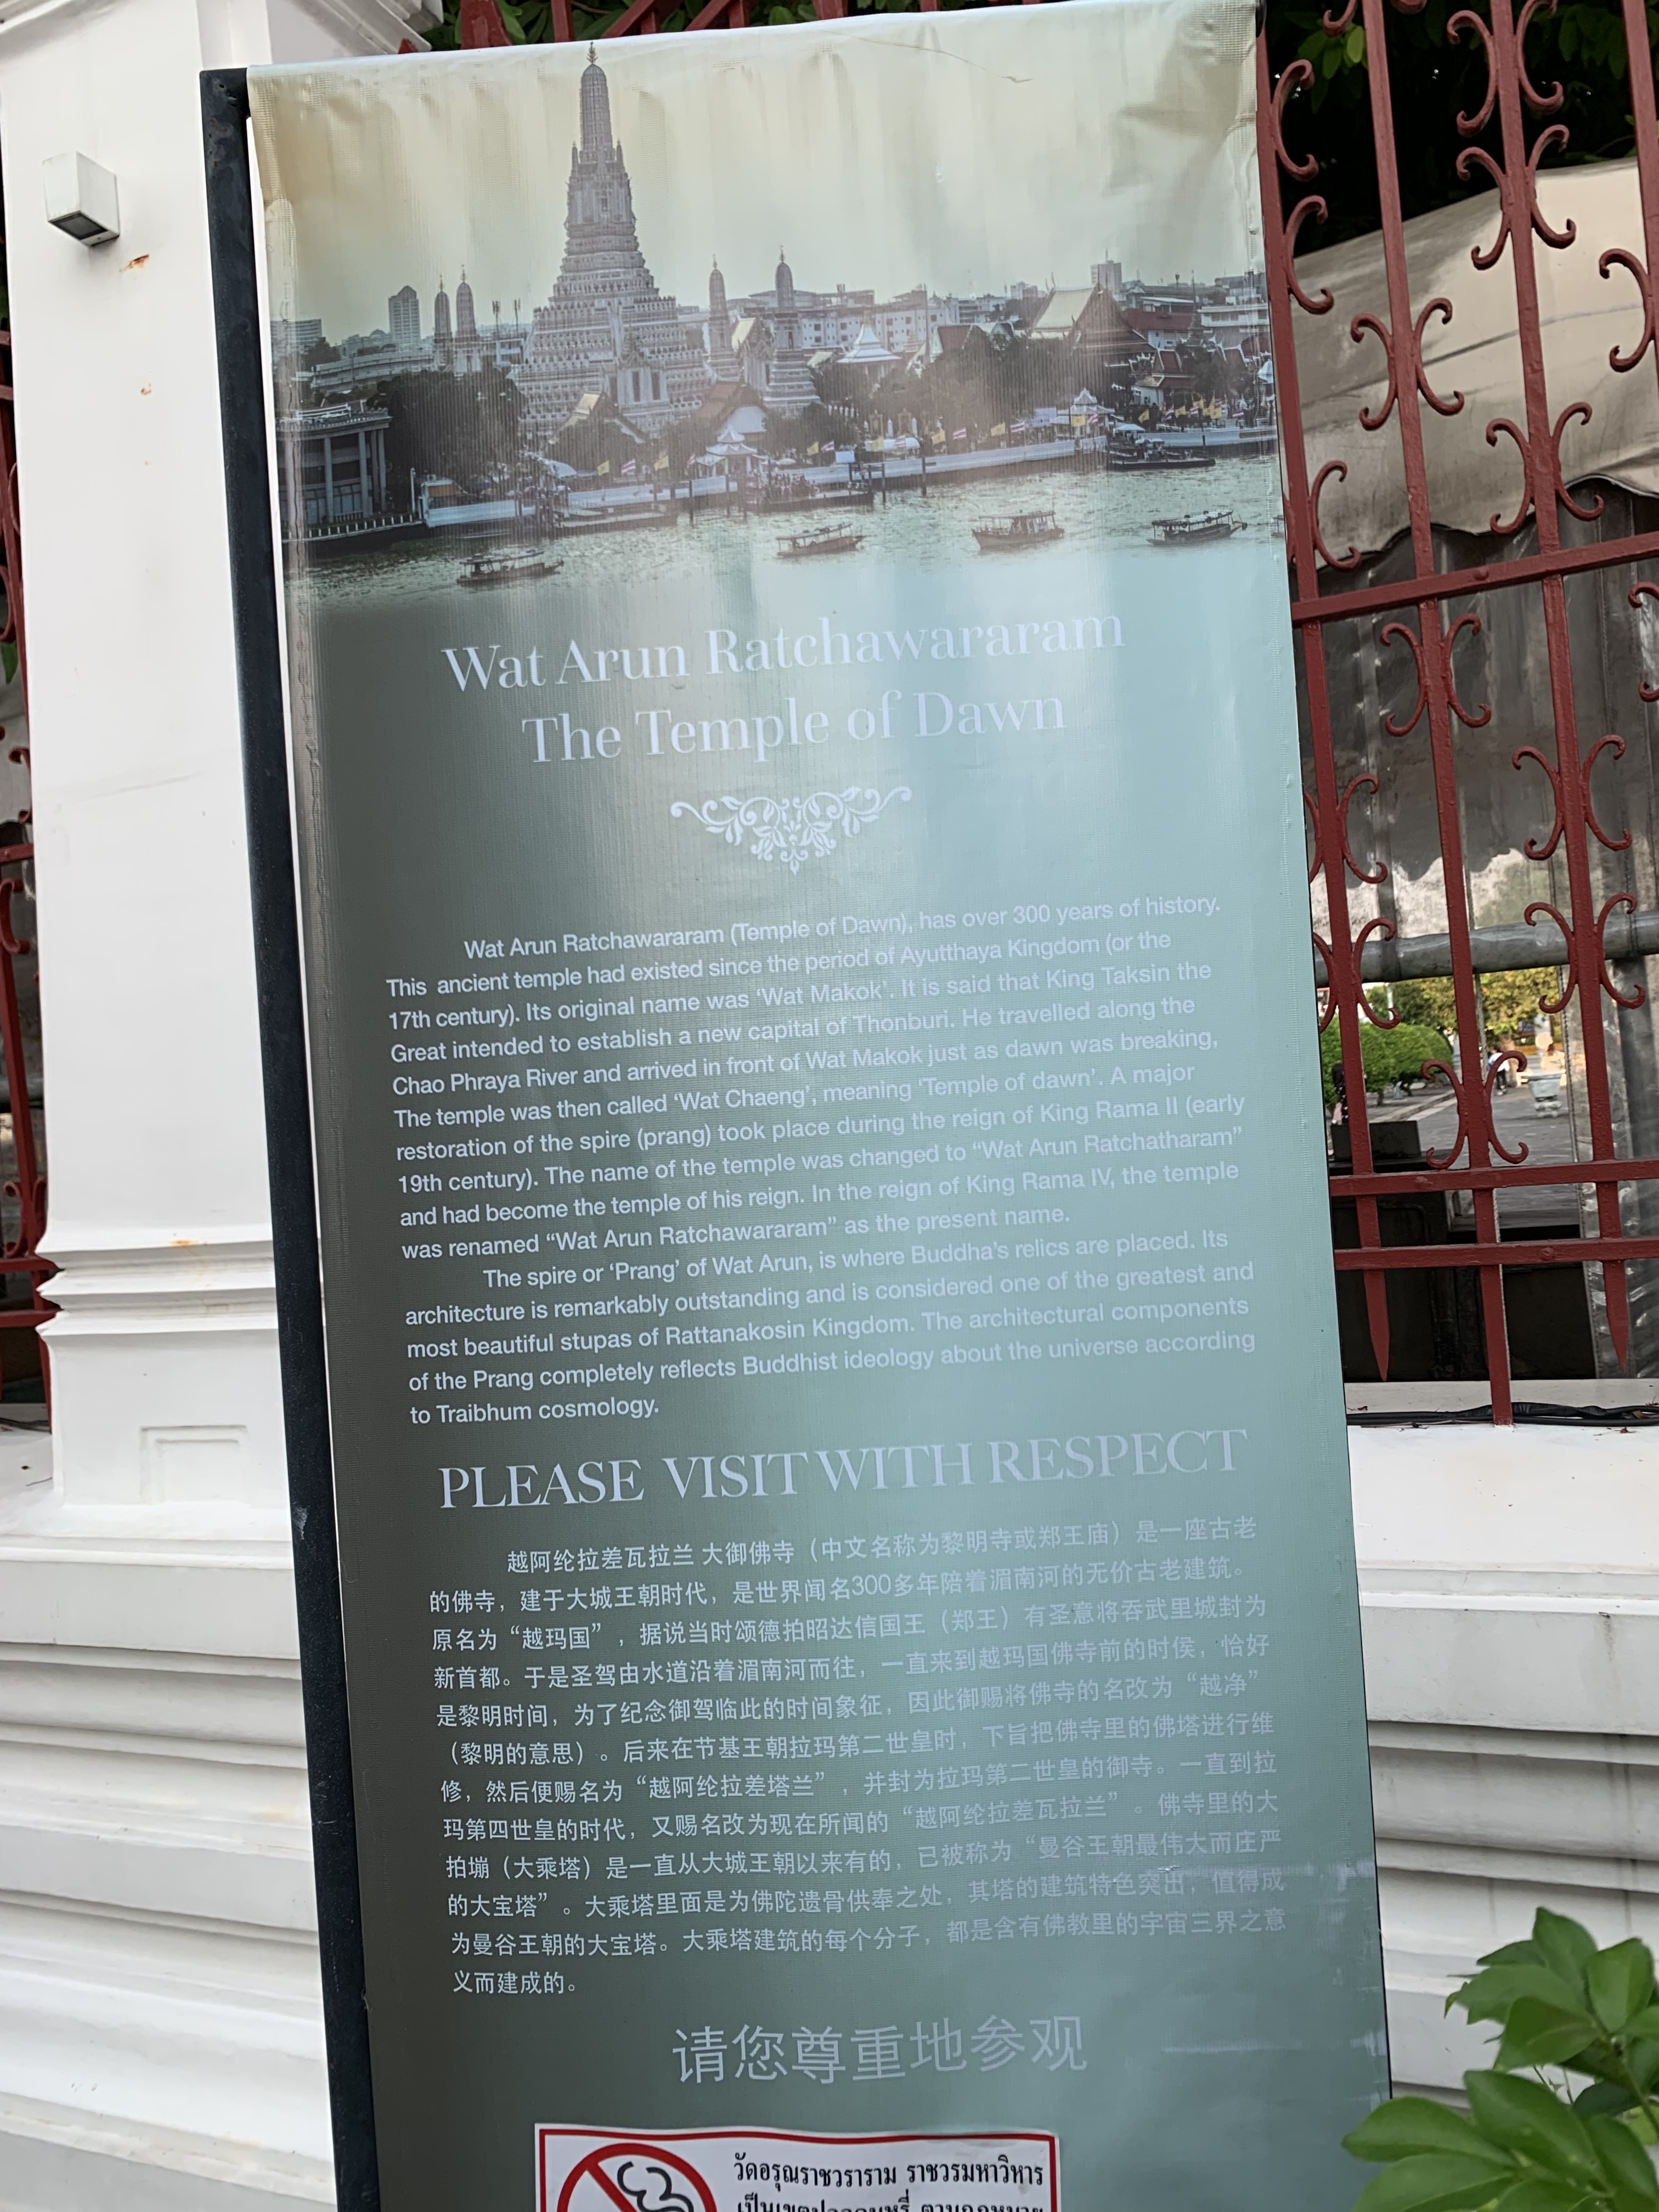 Wat Arun Ratchawararam
The Temple of Dawn
Wat Arun Ratchawararam (Temple of Dawn), has over 300 years of history.
This ancient temple had existed since the period of Ayutthaya Kingdom (or the
17th century). Its original name was ‘Wat Makok’. It is said that King Taksin the
Great intended to establish a new capital of Thonburi. He travelled along the
Chao Phraya River and arrived in front of Wat Makok just as dawn was breaking,
The temple was then called ‘Wat Chaeng’, meaning ‘Temple of dawn’. A major
restoration of the spire (prang) took place during the reign of King Rama II (early
19th century). The name of the temple was changed to “Wat Arun Ratchatharam”
and had become the temple of his reign. In the reign of King Rama IV, the temple
was renamed “Wat Arun Ratchawararam” as the present name.
The spire or ‘Prang’ of Wat Arun, is where Buddha’s relics are placed. Its
architecture is remarkably outstanding and is considered one of the greatest and
most beautiful stupas of Rattanakosin Kingdom. The architectural components
of the Prang completely reflects Buddhist ideology about the universe according
to Traibhum cosmology.
PLEASE VISIT WITH RESPECT
越阿纶拉差瓦拉兰 大御佛寺（中文名称为黎明寺或郑王庙）是一座古老
的佛寺，建于大城王朝时代，是世界闻名300多年陪着湄南河的无价古老建筑。
原名为“越玛国”，据说当时颂德拍昭达信国王（郑王）有圣意将吞武里城封为
新首都。于是圣驾由水道沿着湄南河而往，一直来到越玛国佛寺前的时侯，恰好
是黎明时间，为了纪念御驾临此的时间象征，因此御赐将佛寺的名改为“越净”
（黎明的意思）。后来在节基王朝拉玛第二世皇时，下旨把佛寺里的佛塔进行维
修，然后便赐名为“越阿纶拉差塔兰”，并封为拉玛第二世皇的御寺。一直到拉
玛第四世皇的时代，又赐名改为现在所闻的“越阿纶拉差瓦拉兰”。佛寺里的大
拍塴（大乘塔）是一直从大城王朝以来有的，已被称为“曼谷王朝最伟大而庄严
的大宝塔”。大乘塔里面是为佛陀遗骨供奉之处，其塔的建筑特色突出，值得成
为曼谷王朝的大宝塔。大乘塔建筑的每个分子，都是含有佛教里的宇宙三界之意
义而建成的。
请您尊重地参观
วัดอรุณราชวราราม ราชวรมหาวิหาร